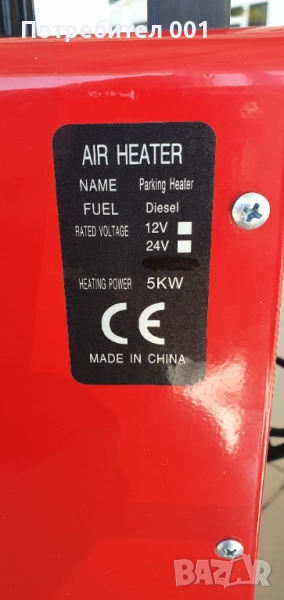 Потребител 001
AIR HEATER
NAME Parking Heater
FUEL Diesel
RATED VOLTAGE 12V
24V
HEATING POWER 5KW
CE
MADE IN CHINA
BAZAR